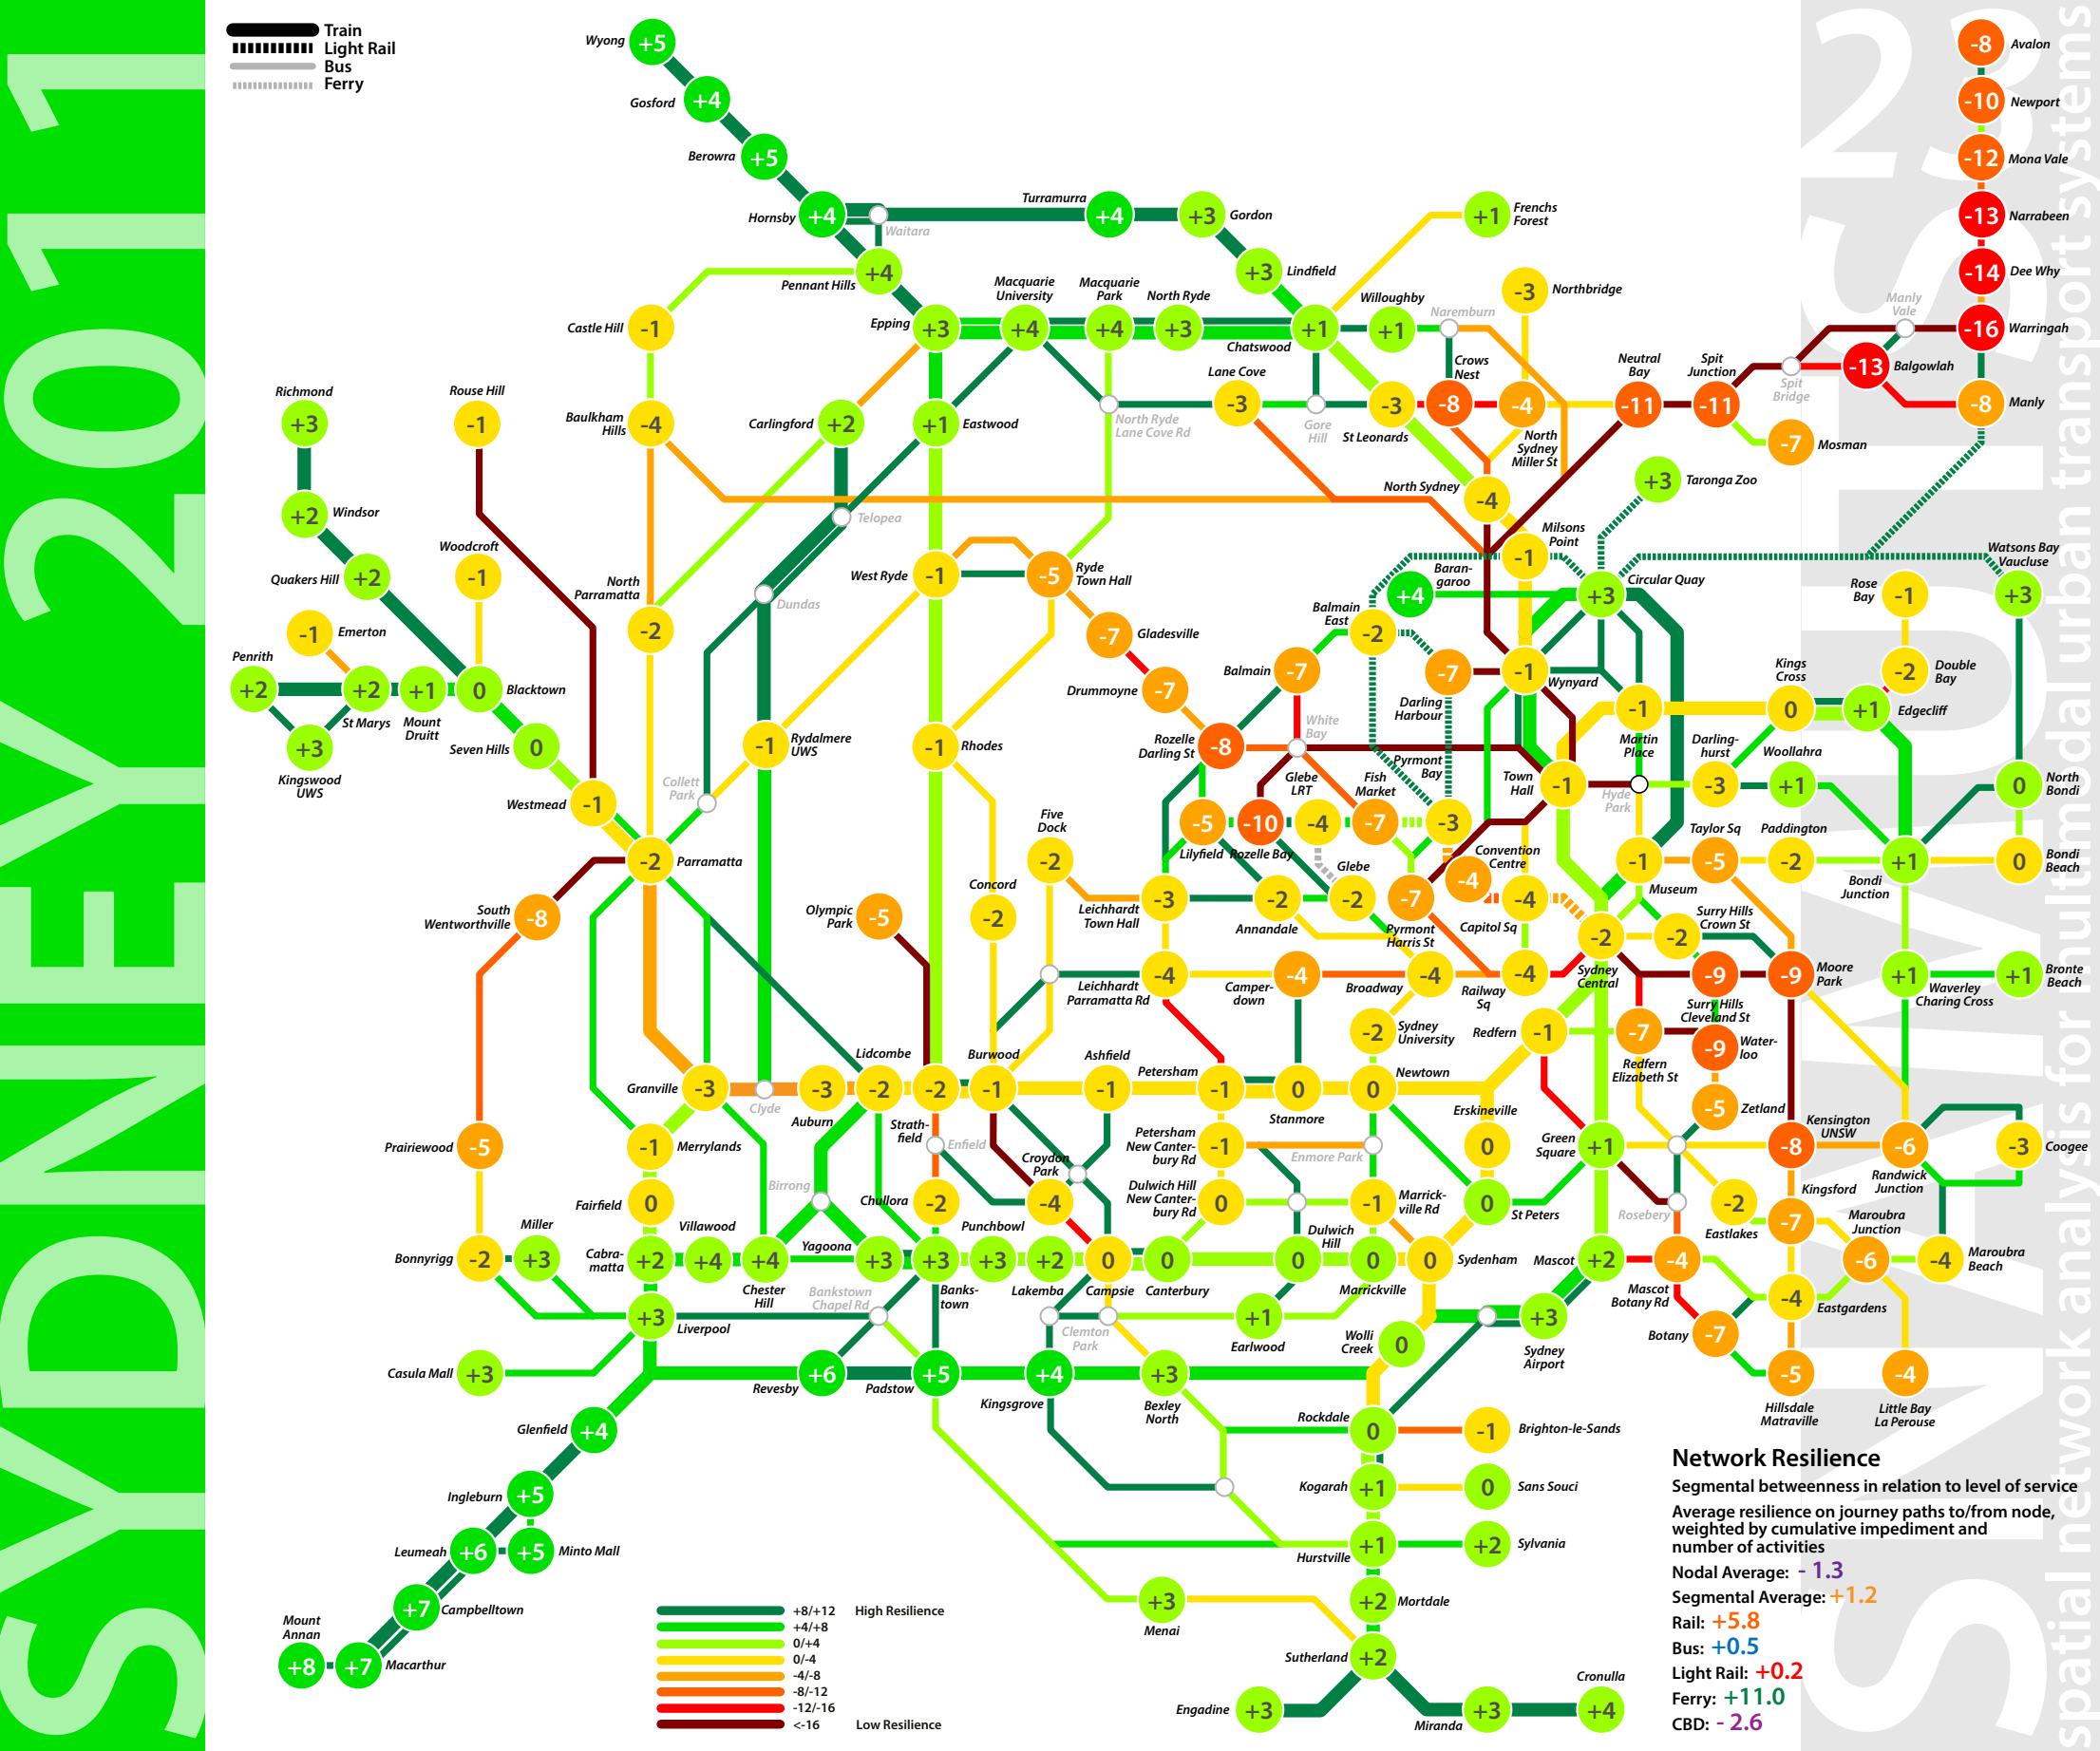 SYDNEY 2011
Train
Light Rail
Bus
Ferry
Wyong
+5
Gosford
+4
Berowra
+5
Hornsby
+4
Waitara
Turramurra
+4
+3
Gordon
Frenchs
Forest
+1
Pennant Hills
+4
+3
Lindfield
Castle Hill
-1
Epping
+3
Macquarie
University
+4
Macquarie
Park
+4
North Ryde
+3
Chatswood
+1
Willoughby
+1
Naremburn
-3
Northbridge
-8
Avalon
-10
Newport
-12
Mona Vale
-13
Narrabeen
-14
Dee Why
-16
Warringah
Manly
Vale
Spit
Bridge
-13
Balgowlah
-8
Manly
Richmond
+3
Rouse Hill
-1
Baulkham
Hills
-4
Carlingford
+2
+1
Eastwood
North Ryde
Lane Cove Rd
Lane Cove
-3
Gore
Hill
-3
St Leonards
Crows
Nest
-8
-4
North
Sydney
Miller St
Neutral
Bay
-11
Spit
Junction
-11
-7
Mosman
+2
Windsor
Telopea
North Sydney
-4
+3
Taronga Zoo
Quakers Hill
+2
Woodcroft
-1
North
Parramatta
-2
Dundas
West Ryde
-1
-5
Ryde
Town Hall
Milsons
Point
-1
Baran-
garoo
+4
+3
Circular Quay
Rose
Bay
-1
Watsons Bay
Vaucluse
+3
-1
Emerton
-7
Gladesville
Balmain
East
-2
Penrith
+2
+2
St Marys
+1
Mount
Druitt
0
Blacktown
Drummoyne
-7
Balmain
-7
-7
Darling
Harbour
-1
Wynyard
Kings
Cross
0
-2
Double
Bay
+1
Edgecliff
-1
Martin
Place
+3
Kingswood
UWS
Seven Hills
0
-1
Rydalmere
UWS
-1
Rhodes
Rozelle
Darling St
-8
White
Bay
Pyrmont
Bay
-3
Town
Hall
-1
Hyde
Park
Darling-
hurst
-3
Woollahra
+1
0
North
Bondi
Westmead
-1
Collett
Park
-5
Lilyfield
-10
Rozelle Bay
Glebe
LRT
-4
Fish
Market
-7
-2
Parramatta
Five
Dock
-2
Convention
Centre
-4
-1
Museum
Taylor Sq
-5
Paddington
-2
+1
Bondi
Junction
0
Bondi
Beach
South
Wentworthville
-8
Olympic
Park
-5
Concord
-2
Leichhardt
Town Hall
-3
-2
Annandale
Glebe
-2
-7
Pyrmont
Harris St
Capitol Sq
-4
-2
Sydney
Central
Surry Hills
Crown St
-2
Leichhardt
Parramatta Rd
-4
Camper-
down
-4
Broadway
-4
Railway
Sq
-4
-9
Surry Hills
Cleveland St
-9
Moore
Park
+1
Waverley
Charing Cross
+1
Bronte
Beach
-2
Sydney
University
Redfern
-1
-7
Redfern
Elizabeth St
-9
Water-
loo
Granville
-3
Clyde
-3
Auburn
Lidcombe
-2
-2
Strath-
field
Burwood
-1
Ashfield
-1
Petersham
-1
0
Stanmore
0
Newtown
Erskineville
0
-5
Zetland
Prairiewood
-5
-1
Merrylands
Enfield
Croydon
Park
-4
Petersham
New Canter-
bury Rd
-1
Enmore Park
Green
Square
+1
Kensington
UNSW
-8
-6
Randwick
Junction
-3
Coogee
Fairfield
0
Birrong
Chullora
-2
Dulwich Hill
New Canter-
bury Rd
0
-1
Marrick-
ville Rd
0
St Peters
Rosebery
-2
Eastlakes
Kingsford
-7
Maroubra
Junction
-6
-4
Maroubra
Beach
Bonnyrigg
-2
Miller
+3
Cabra-
matta
+2
Villawood
+4
+4
Chester
Hill
Yagoona
+3
+3
Banks-
town
Punchbowl
+3
+2
Lakemba
0
Campsie
0
Canterbury
Dulwich
Hill
0
0
Marrickville
0
Sydenham
Mascot
+2
-4
Mascot
Botany Rd
-4
Eastgardens
+3
Liverpool
Bankstown
Chapel Rd
Clemton
Park
+1
Earlwood
Wolli
Creek
0
+3
Sydney
Airport
Botany
-7
Casula Mall
+3
Revesby
+6
Padstow
+5
+4
Kingsgrove
+3
Bexley
North
-5
Hillsdale
Matraville
-4
Little Bay
La Perouse
Glenfield
+4
Rockdale
0
-1
Brighton-le-Sands
Ingleburn
+5
Kogarah
+1
0
Sans Souci
Leumeah
+6
+5
Minto Mall
Hurstville
+1
+2
Sylvania
+7
Campbelltown
+3
Menai
+2
Mortdale
Mount
Annan
+8
+7
Macarthur
Sutherland
+2
Engadine
+3
Miranda
+3
Cronulla
+4
+8/+12 High Resilience
+4/+8
0/+4
0/-4
-4/-8
-8/-12
-12/-16
<-16 Low Resilience
Network Resilience
Segmental betweenness in relation to level of service
Average resilience on journey paths to/from node,
weighted by cumulative impediment and
number of activities
Nodal Average: - 1.3
Segmental Average: +1.2
Rail: +5.8
Bus: +0.5
Light Rail: +0.2
Ferry: +11.0
CBD: - 2.6
23
SNAMUTS
spatial network analysis for multimodal urban transport systems